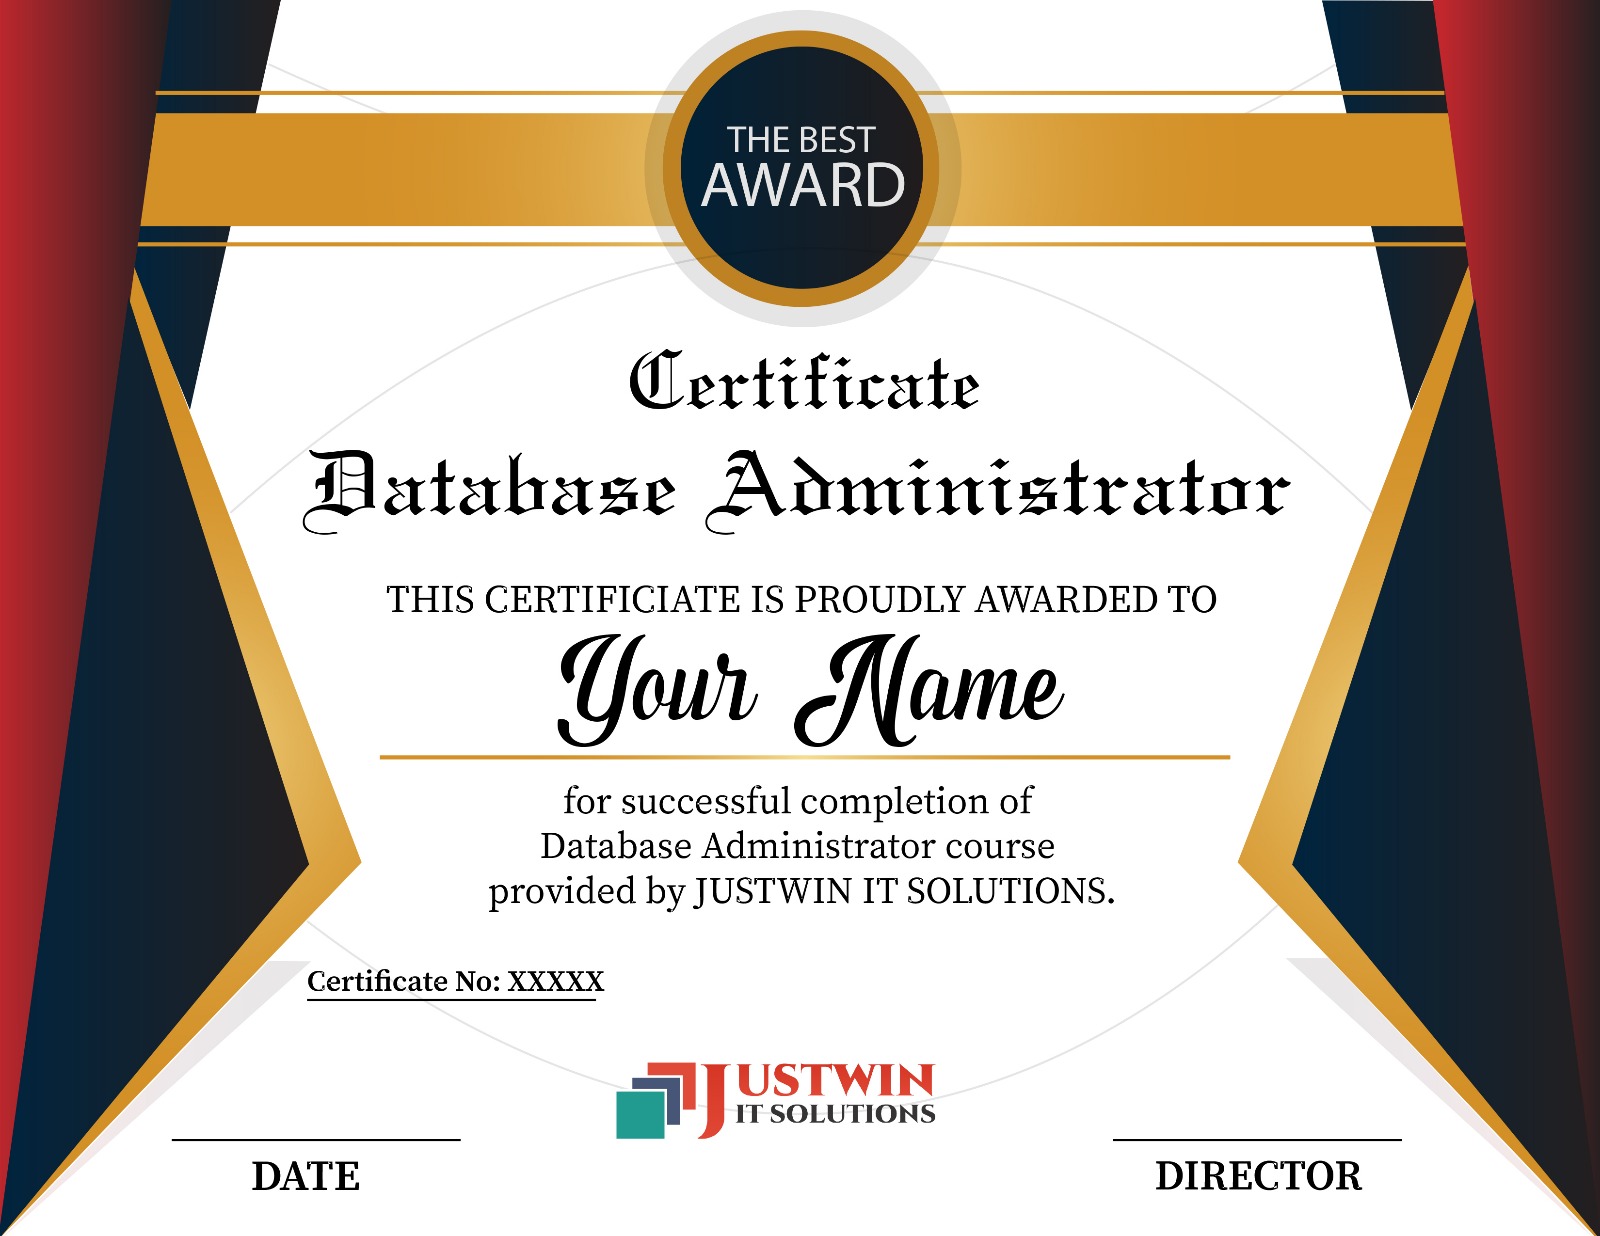 THE BEST
AWARD
Certificate
Database Administrator
THIS CERTIFICIATE IS PROUDLY AWARDED TO
Your Name
for successful completion of
Database Administrator course
provided by JUSTWIN IT SOLUTIONS.
Certificate No: XXXXX
JUSTWIN
IT SOLUTIONS
DATE
DIRECTOR